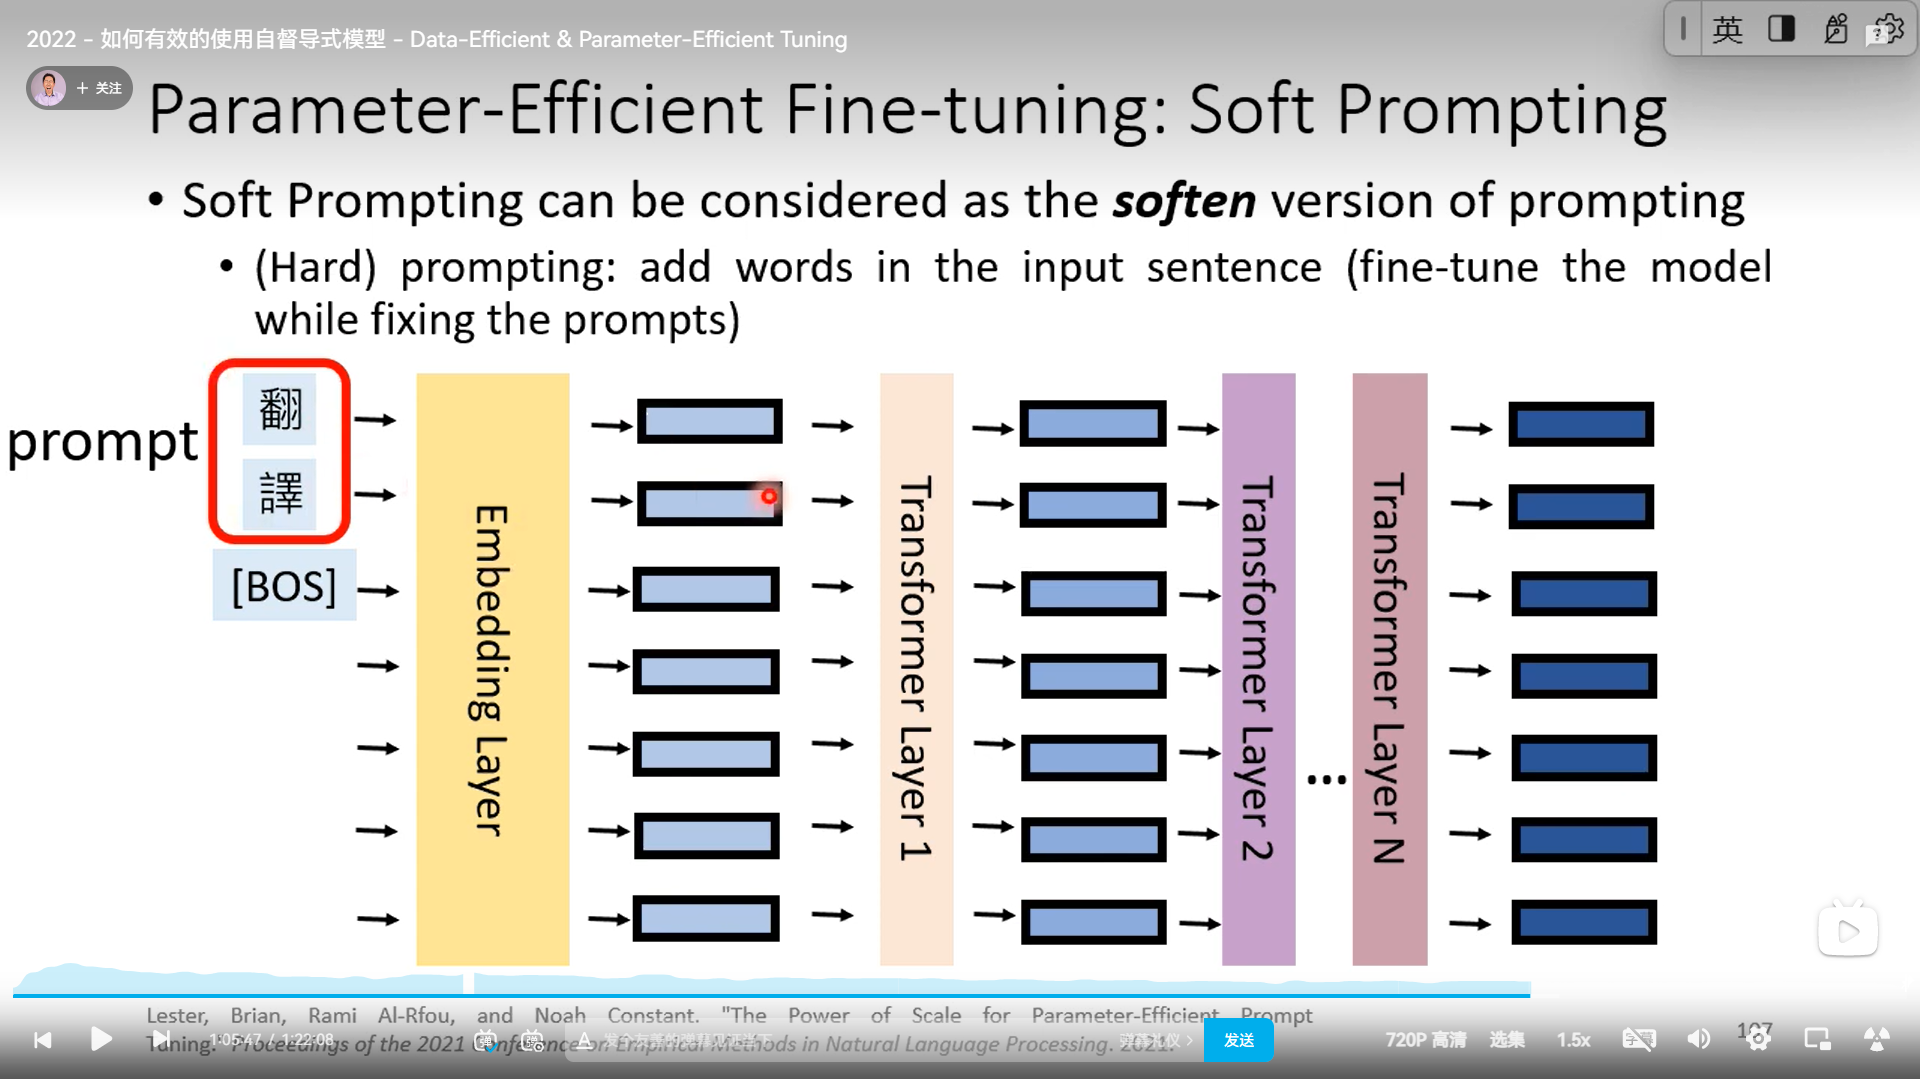 2022 - 如何有效的使用自督导式模型 - Data-Efficient & Parameter-Efficient Tuning
英
+ 关注
Parameter-Efficient Fine-tuning: Soft Prompting
• Soft Prompting can be considered as the soften version of prompting
• (Hard) prompting: add words in the input sentence (fine-tune the model
while fixing the prompts)
prompt
翻
譯
[BOS]
Embedding Layer
Transformer Layer 1
Transformer Layer 2
...
Transformer Layer N
Lester, Brian, Rami Al-Rfou, and Noah Constant. "The Power of Scale for Parameter-Efficient Prompt
Tuning." Proceedings of the 2021 Conference on Empirical Methods in Natural Language Processing. 2021.
107
1:05:47 / 1:22:08
弹幕礼仪 >
发送
720P 高清
选集
1.5x